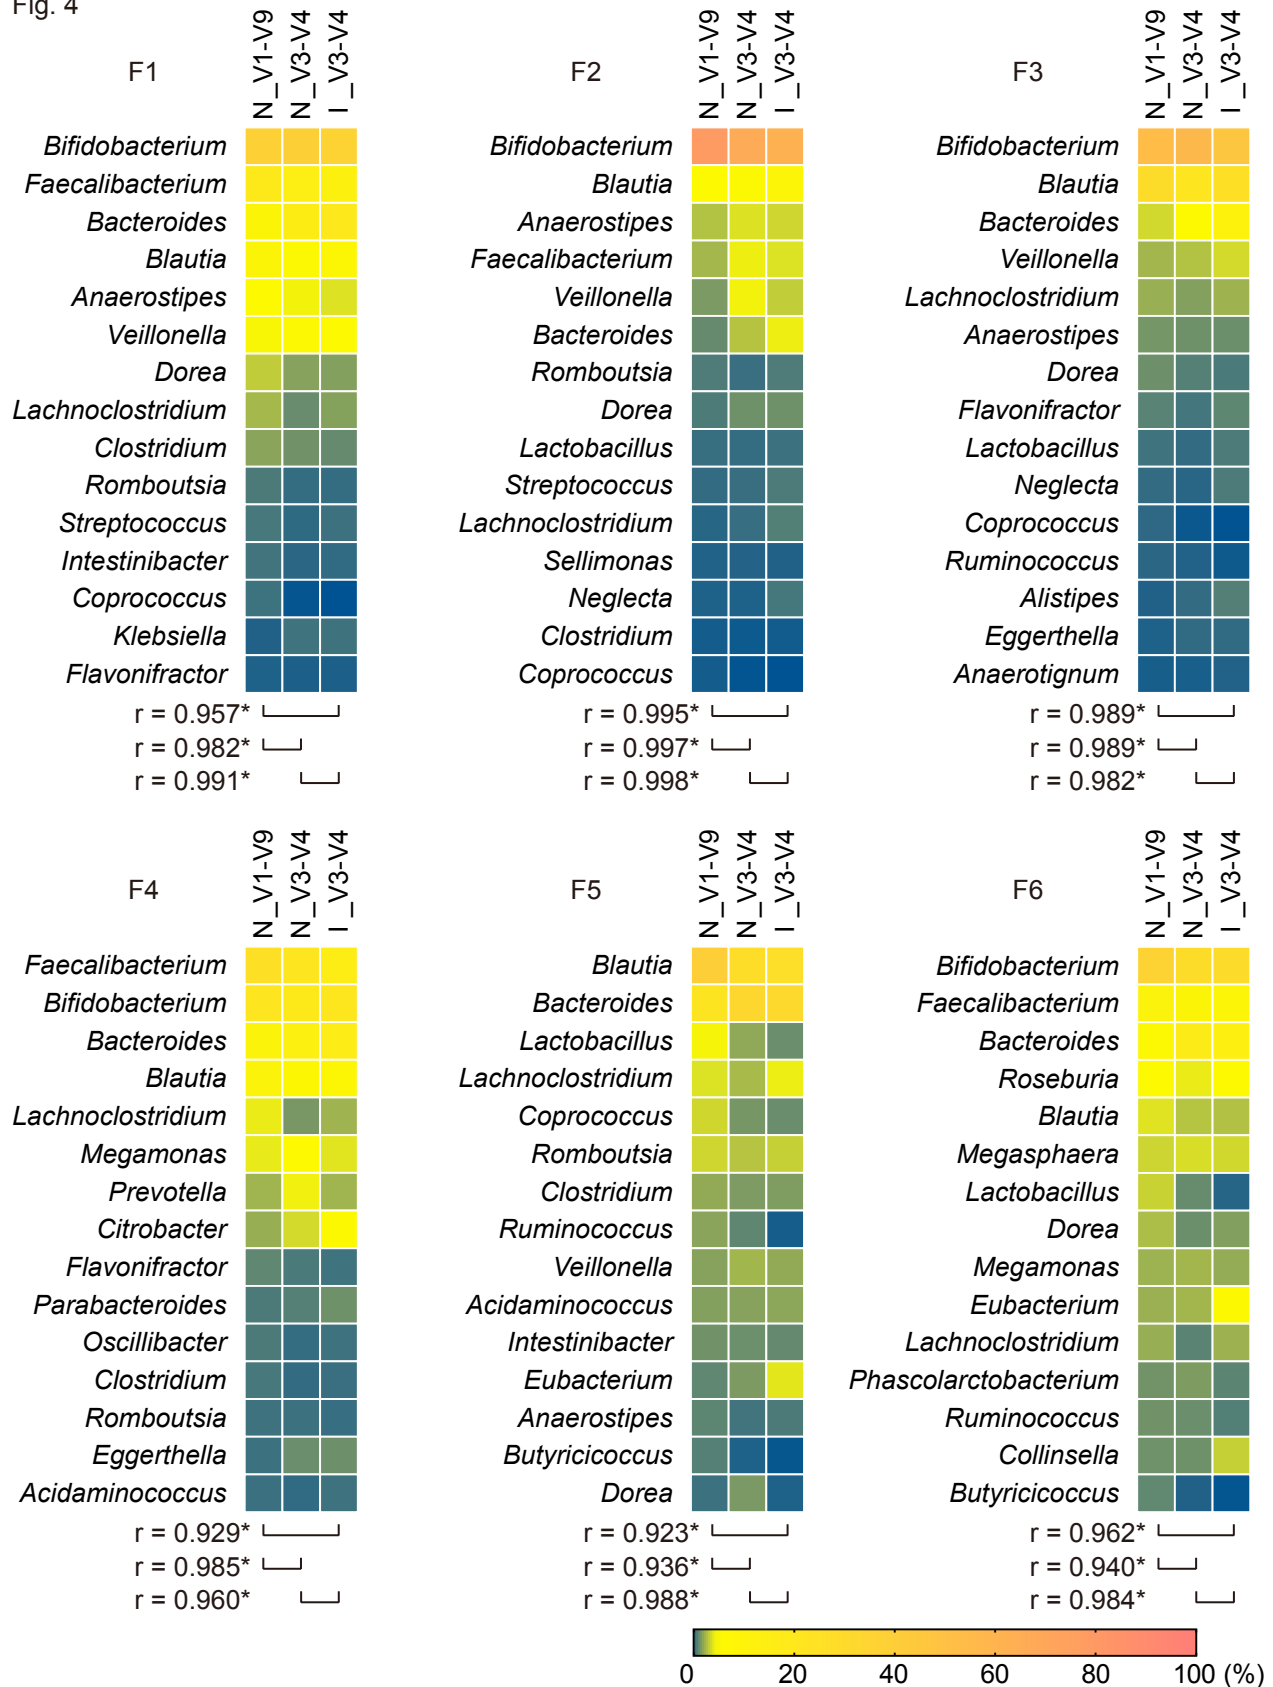 Fig. 4
F1
N_V1-V9
N_V3-V4
I_V3-V4
Bifidobacterium
Faecalibacterium
Bacteroides
Blautia
Anaerostipes
Veillonella
Dorea
Lachnoclostridium
Clostridium
Romboutsia
Streptococcus
Intestinibacter
Coprococcus
Klebsiella
Flavonifractor
r = 0.957*
r = 0.982*
r = 0.991*
F2
N_V1-V9
N_V3-V4
I_V3-V4
Bifidobacterium
Blautia
Anaerostipes
Faecalibacterium
Veillonella
Bacteroides
Romboutsia
Dorea
Lactobacillus
Streptococcus
Lachnoclostridium
Sellimonas
Neglecta
Clostridium
Coprococcus
r = 0.995*
r = 0.997*
r = 0.998*
F3
N_V1-V9
N_V3-V4
I_V3-V4
Bifidobacterium
Blautia
Bacteroides
Veillonella
Lachnoclostridium
Anaerostipes
Dorea
Flavonifractor
Lactobacillus
Neglecta
Coprococcus
Ruminococcus
Alistipes
Eggerthella
Anaerotignum
r = 0.989*
r = 0.989*
r = 0.982*
F4
N_V1-V9
N_V3-V4
I_V3-V4
Faecalibacterium
Bifidobacterium
Bacteroides
Blautia
Lachnoclostridium
Megamonas
Prevotella
Citrobacter
Flavonifractor
Parabacteroides
Oscillibacter
Clostridium
Romboutsia
Eggerthella
Acidaminococcus
r = 0.929*
r = 0.985*
r = 0.960*
F5
N_V1-V9
N_V3-V4
I_V3-V4
Blautia
Bacteroides
Lactobacillus
Lachnoclostridium
Coprococcus
Romboutsia
Clostridium
Ruminococcus
Veillonella
Acidaminococcus
Intestinibacter
Eubacterium
Anaerostipes
Butyricicoccus
Dorea
r = 0.923*
r = 0.936*
r = 0.988*
F6
N_V1-V9
N_V3-V4
I_V3-V4
Bifidobacterium
Faecalibacterium
Bacteroides
Roseburia
Blautia
Megasphaera
Lactobacillus
Dorea
Megamonas
Eubacterium
Lachnoclostridium
Phascolarctobacterium
Ruminococcus
Collinsella
Butyricicoccus
r = 0.962*
r = 0.940*
r = 0.984*
0 20 40 60 80 100 (%)